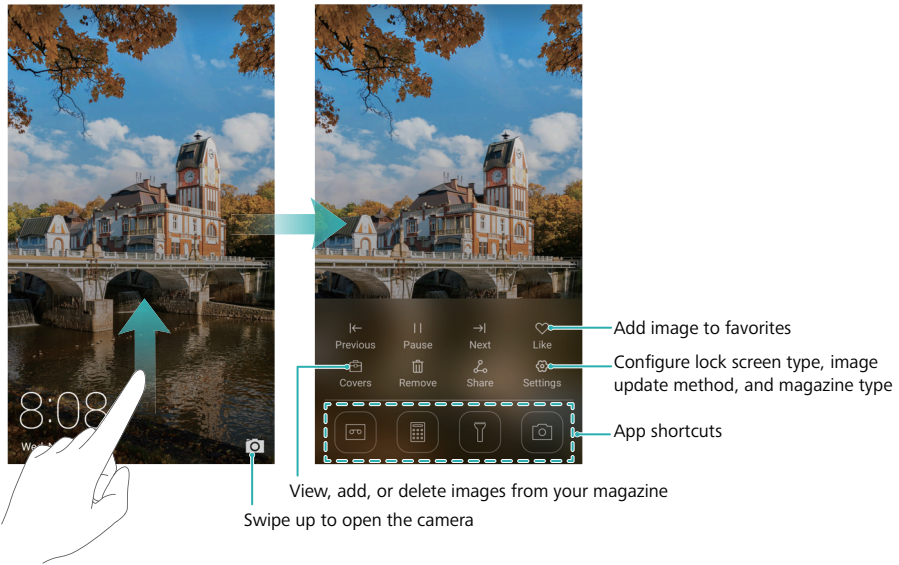 8:08
Previous
Pause
Next
Like
Add image to favorites
Covers
Remove
Share
Settings
Configure lock screen type, image
update method, and magazine type
App shortcuts
View, add, or delete images from your magazine
Swipe up to open the camera